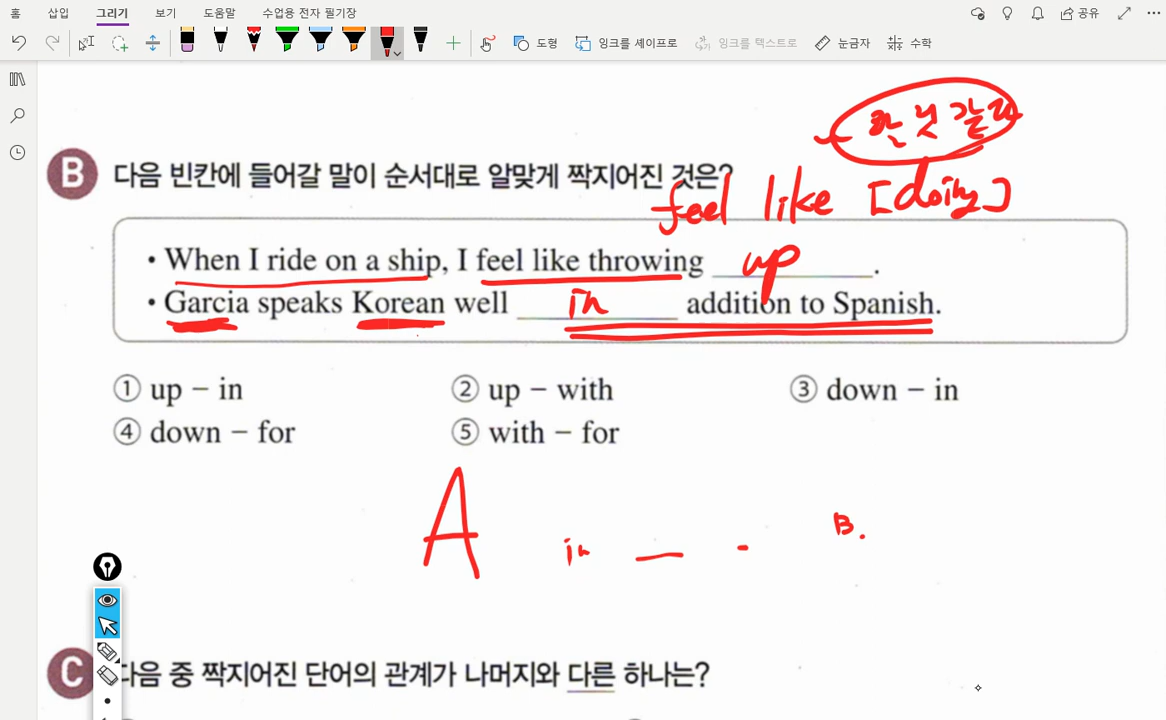 홈 삽입 그리기 보기 도움말 수업용 전자 필기장 공유
도형 잉크를 셰이프로 잉크를 텍스트로 눈금자 수학
B 다음 빈칸에 들어갈 말이 순서대로 알맞게 짝지어진 것은?
feel like [doing]
• When I ride on a ship, I feel like throwing up.
• Garcia speaks Korean well in addition to Spanish.
① up – in ② up – with ③ down – in
④ down – for ⑤ with – for
A in B.
C 다음 중 짝지어진 단어의 관계가 나머지와 다른 하나는?